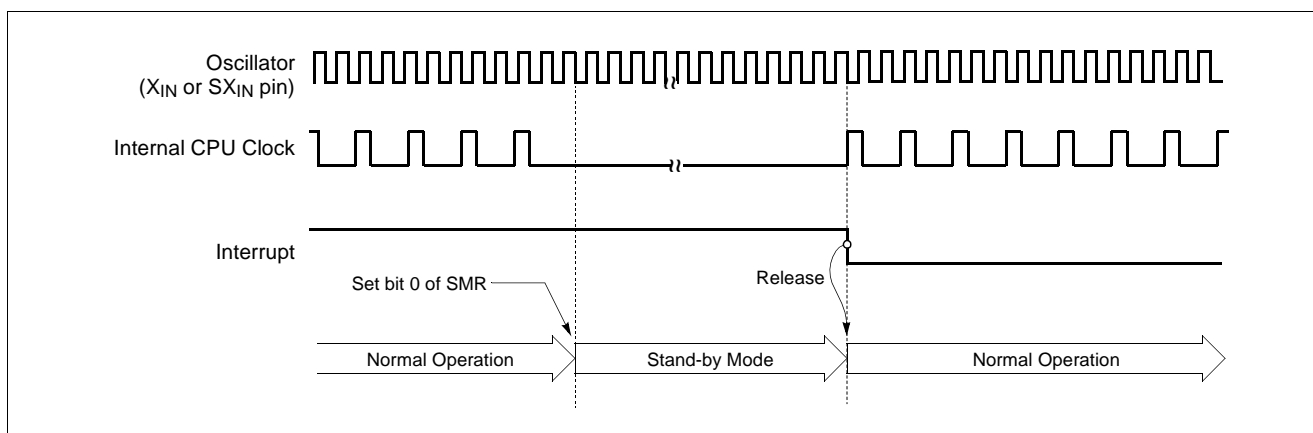 Oscillator
(XIN or SXIN pin)
Internal CPU Clock
Interrupt
Set bit 0 of SMR
Release
Normal Operation
Stand-by Mode
Normal Operation